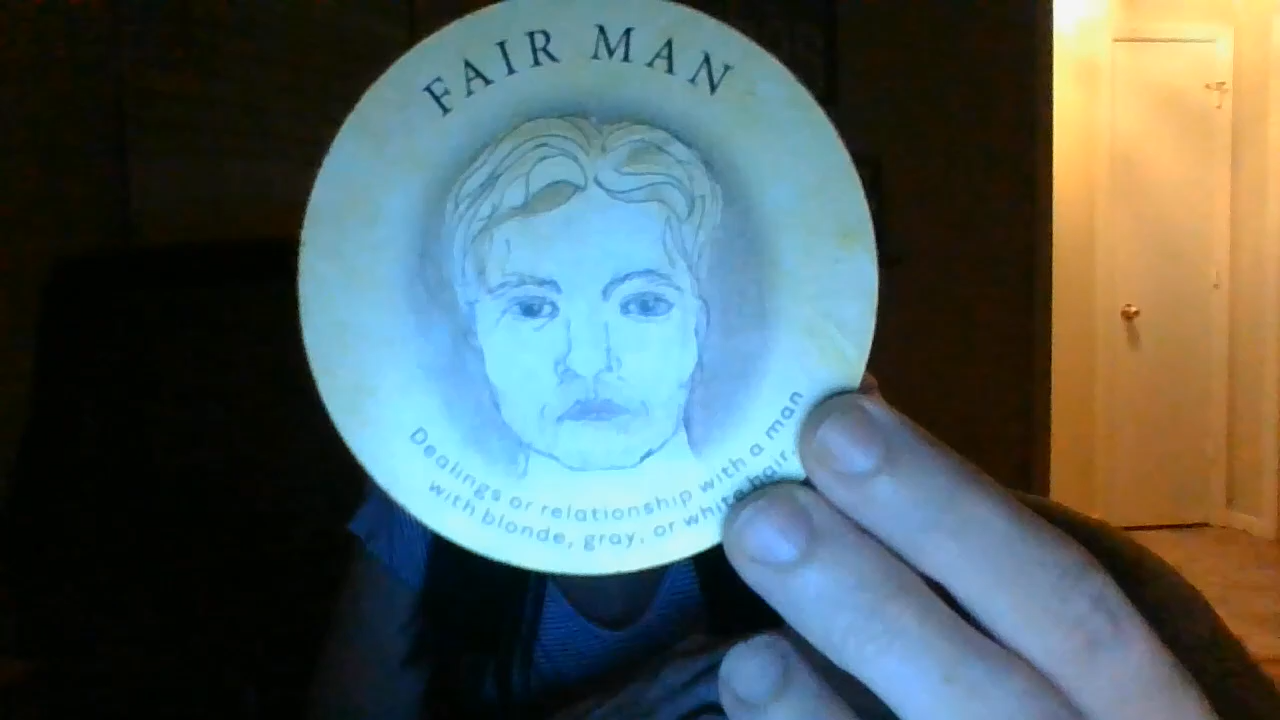 FAIR MAN
Dealings or relationship with a man
with blonde, gray, or white hair.